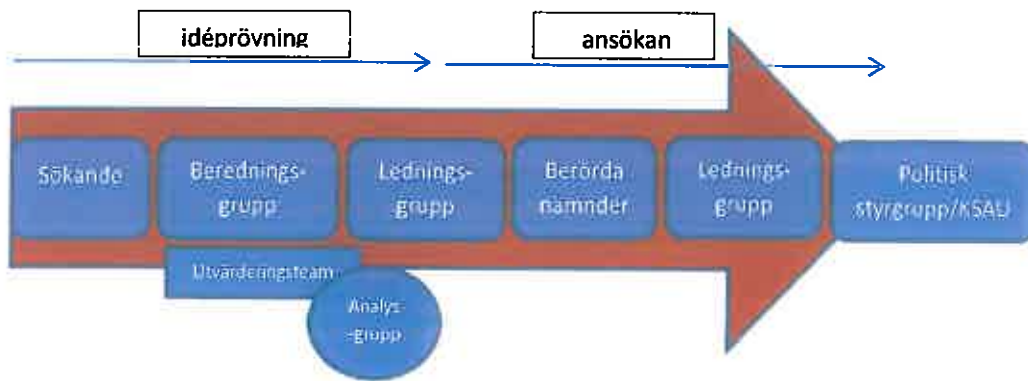 idéprövning
ansökan
Sökande
Berednings-
grupp
Lednings-
grupp
Berörda
nämnder
Lednings-
grupp
Politisk
styrgrupp/KSAU
Utvärderingsteam
Analys
-grupp